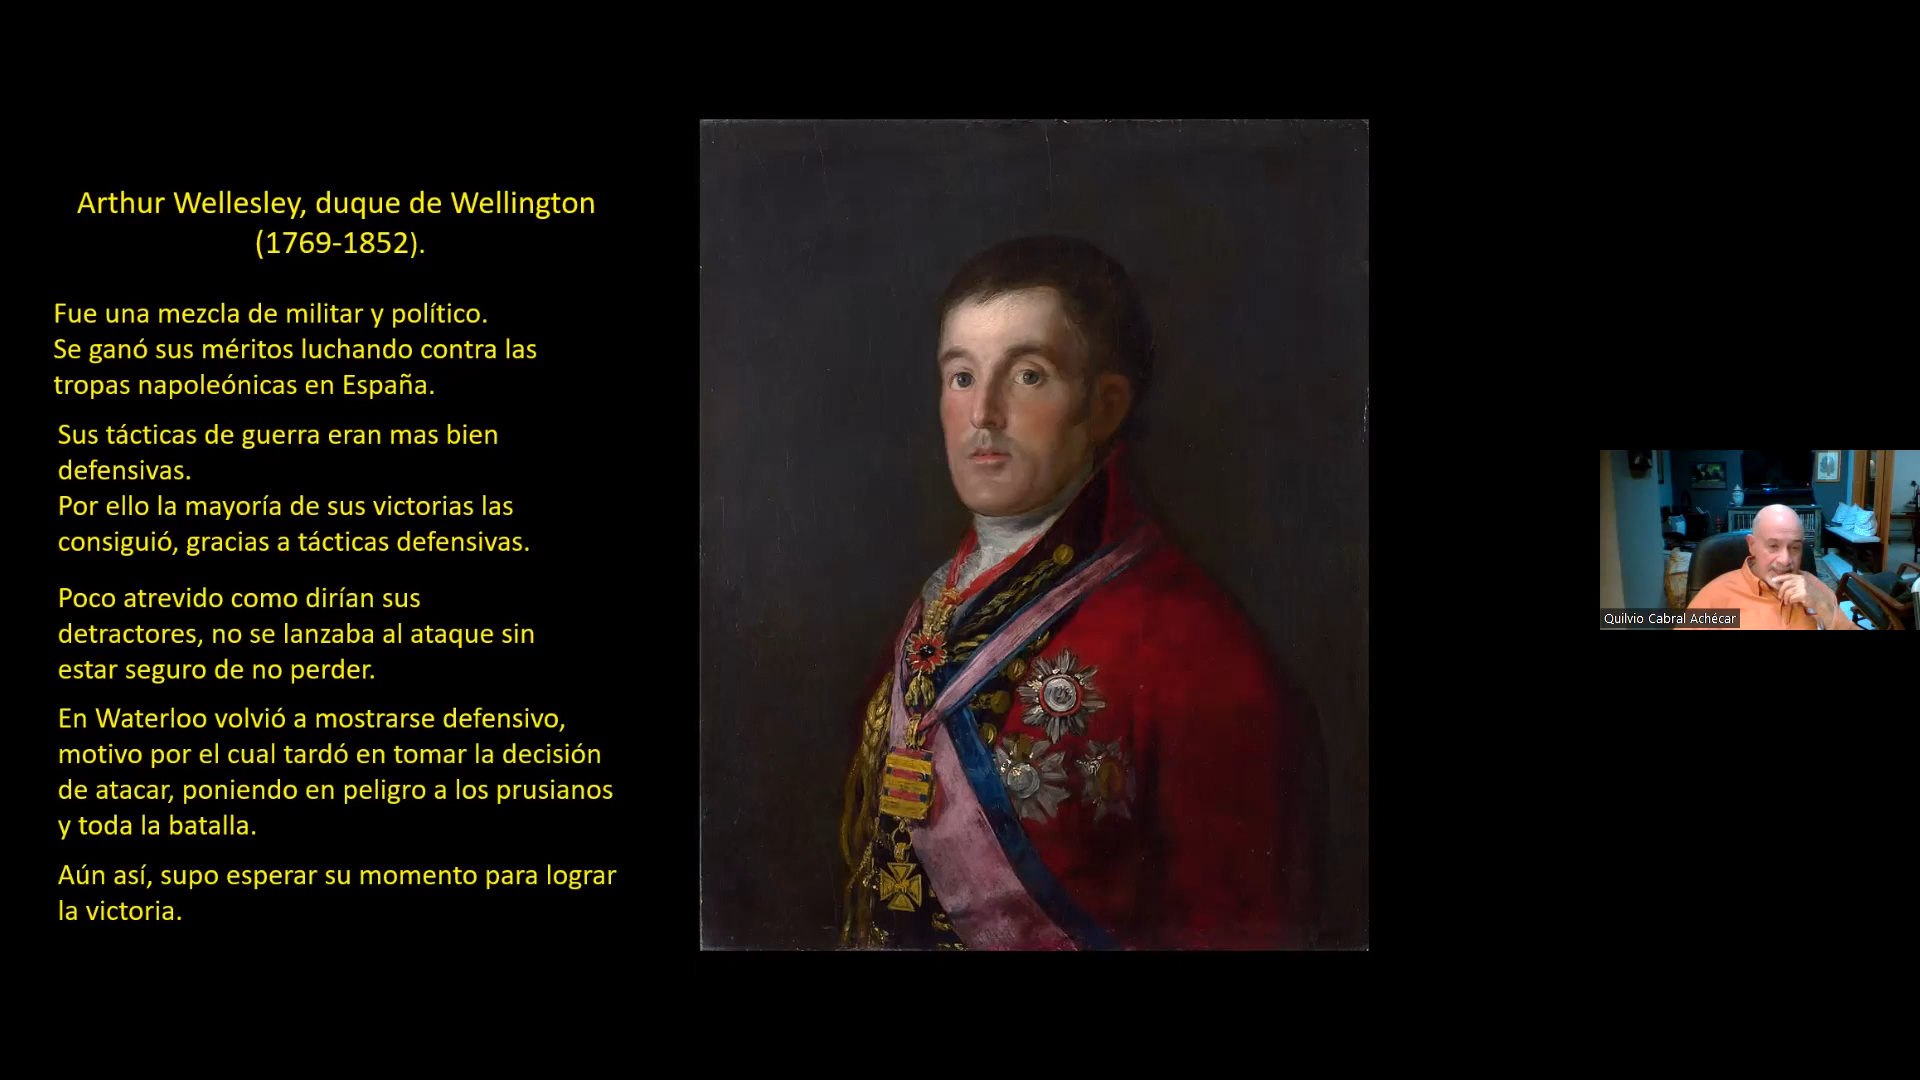 Arthur Wellesley, duque de Wellington
(1769-1852).
Fue una mezcla de militar y político.
Se ganó sus méritos luchando contra las
tropas napoleónicas en España.
Sus tácticas de guerra eran mas bien
defensivas.
Por ello la mayoría de sus victorias las
consiguió, gracias a tácticas defensivas.
Poco atrevido como dirían sus
detractores, no se lanzaba al ataque sin
estar seguro de no perder.
En Waterloo volvió a mostrarse defensivo,
motivo por el cual tardó en tomar la decisión
de atacar, poniendo en peligro a los prusianos
y toda la batalla.
Aún así, supo esperar su momento para lograr
la victoria.
Quilvio Cabral Achécar